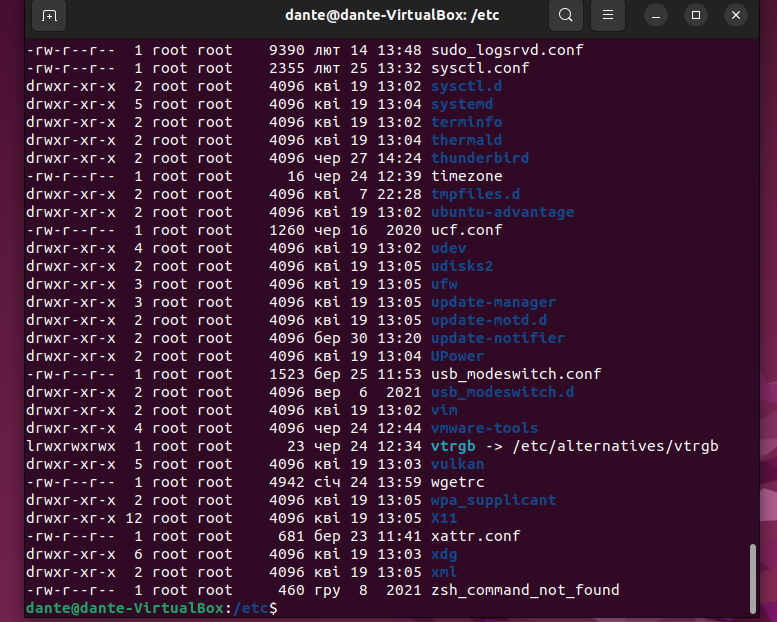 dante@dante-VirtualBox: /etc
-rw-r--r--  1 root root    9390 лют 14 13:48 sudo_logsrvd.conf
-rw-r--r--  1 root root    2355 лют 25 13:32 sysctl.conf
drwxr-xr-x  2 root root    4096 кві 19 13:02 sysctl.d
drwxr-xr-x  5 root root    4096 кві 19 13:04 systemd
drwxr-xr-x  2 root root    4096 кві 19 13:02 terminfo
drwxr-xr-x  2 root root    4096 кві 19 13:04 thermald
drwxr-xr-x  2 root root    4096 чер 27 14:24 thunderbird
-rw-r--r--  1 root root      16 чер 24 12:39 timezone
drwxr-xr-x  2 root root    4096 кві  7 22:28 tmpfiles.d
drwxr-xr-x  2 root root    4096 кві 19 13:02 ubuntu-advantage
-rw-r--r--  1 root root    1260 чер 16  2020 ucf.conf
drwxr-xr-x  4 root root    4096 кві 19 13:02 udev
drwxr-xr-x  2 root root    4096 кві 19 13:05 udisks2
drwxr-xr-x  3 root root    4096 кві 19 13:05 ufw
drwxr-xr-x  3 root root    4096 кві 19 13:05 update-manager
drwxr-xr-x  2 root root    4096 кві 19 13:05 update-motd.d
drwxr-xr-x  2 root root    4096 бер 30 13:20 update-notifier
drwxr-xr-x  2 root root    4096 кві 19 13:04 UPower
-rw-r--r--  1 root root    1523 бер 25 11:53 usb_modeswitch.conf
drwxr-xr-x  2 root root    4096 вер  6  2021 usb_modeswitch.d
drwxr-xr-x  2 root root    4096 кві 19 13:02 vim
drwxr-xr-x  4 root root    4096 чер 24 12:44 vmware-tools
lrwxrwxrwx  1 root root      23 чер 24 12:34 vtrgb -> /etc/alternatives/vtrgb
drwxr-xr-x  5 root root    4096 кві 19 13:03 vulkan
-rw-r--r--  1 root root    4942 січ 24 13:59 wgetrc
drwxr-xr-x  2 root root    4096 кві 19 13:05 wpa_supplicant
drwxr-xr-x 12 root root    4096 кві 19 13:05 X11
-rw-r--r--  1 root root     681 бер 23 11:41 xattr.conf
drwxr-xr-x  6 root root    4096 кві 19 13:03 xdg
drwxr-xr-x  2 root root    4096 кві 19 13:05 xml
-rw-r--r--  1 root root     460 гру  8  2021 zsh_command_not_found
dante@dante-VirtualBox:/etc$